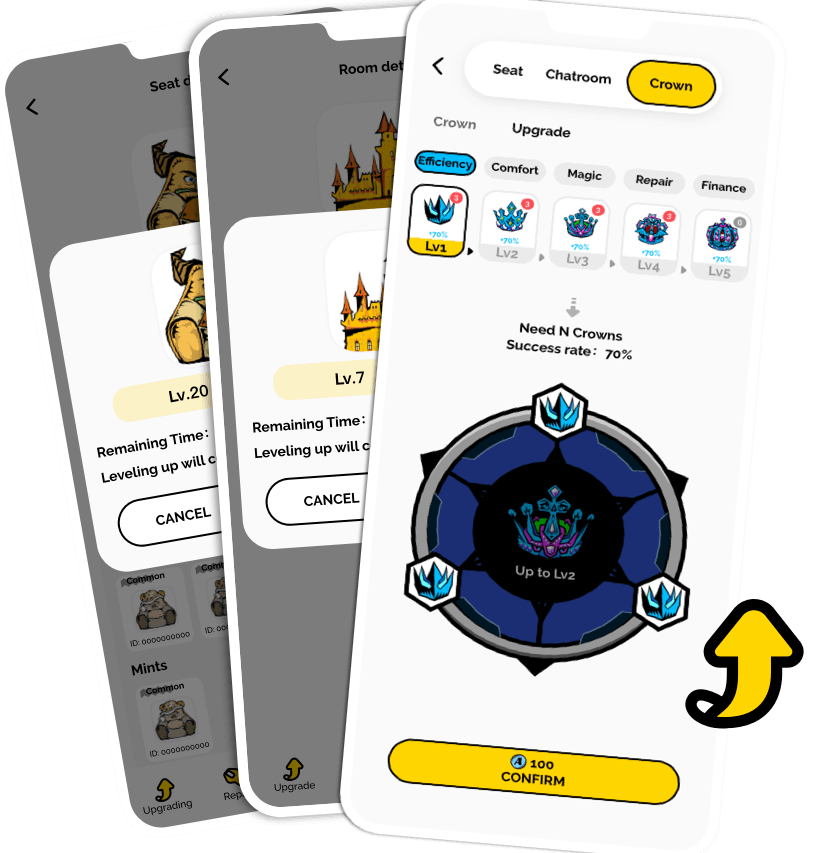 Seat d
Lv.20
Remaining Time:
Leveling up will c
CANCEL
Common
Common
ID: 0000000000
ID: 00
Mints
Common
ID: 0000000000
Upgrading
Rep
Room det
Lv.7
Remaining Time:
Leveling up will c
CANCEL
Upgrade
Seat Chatroom Crown
Crown Upgrade
Efficiency Comfort Magic Repair Finance
3 3 3 3 0
+70% +70% +70% +70% +70%
Lv1 Lv2 Lv3 Lv4 Lv5
Need N Crowns
Success rate: 70%
Up to Lv2
A 100
CONFIRM